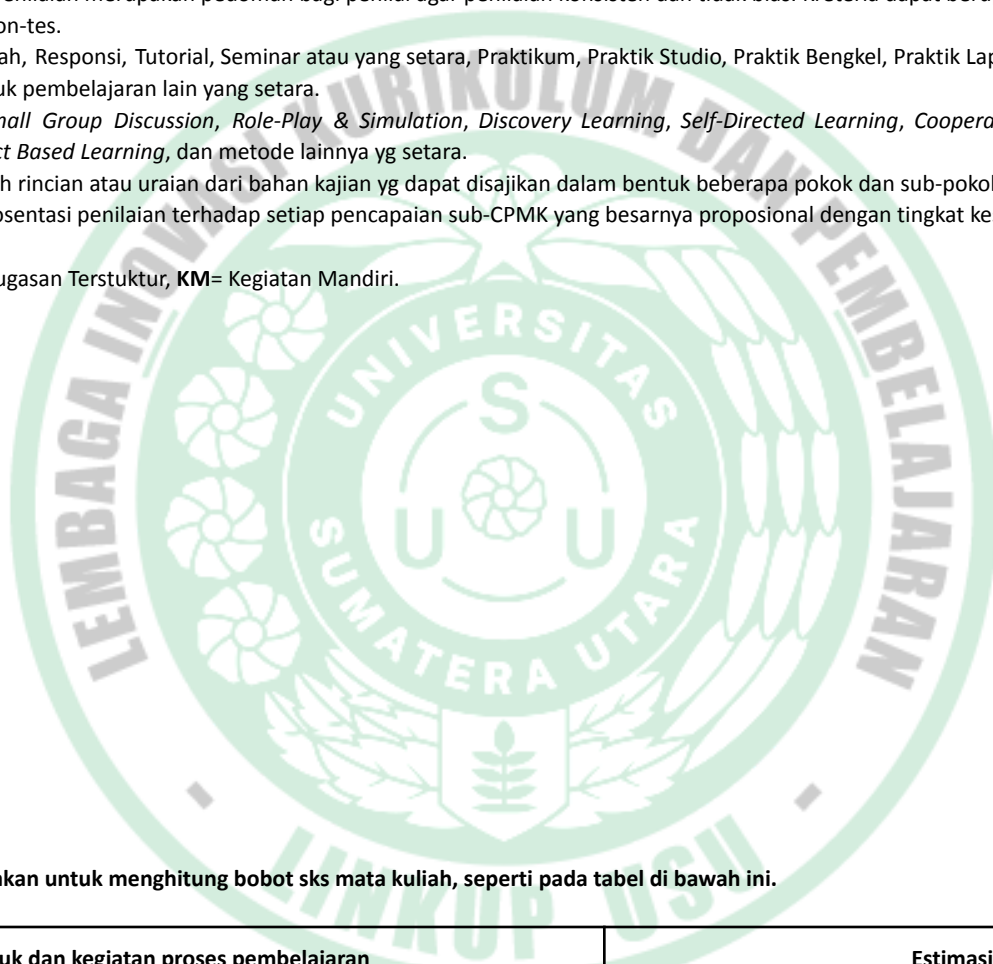 on-tes.
ah, Responsi, Tutorial, Seminar atau yang setara, Praktikum, Praktik Studio, Praktik Bengkel, Praktik Lap
uk pembelajaran lain yang setara.
mall Group Discussion, Role-Play & Simulation, Discovery Learning, Self-Directed Learning, Coopera
ct Based Learning, dan metode lainnya yg setara.
h rincian atau uraian dari bahan kajian yg dapat disajikan dalam bentuk beberapa pokok dan sub-pokok
osentasi penilaian terhadap setiap pencapaian sub-CPMK yang besarnya proposional dengan tingkat ke
ugasan Terstuktur, KM= Kegiatan Mandiri.
LEMBAGA INOVASI KURIKULUM DAN PEMBELAJARAN
UNIVERSITAS
S
U U
SUMATERA UTARA
- LINKUP USU -
akan untuk menghitung bobot sks mata kuliah, seperti pada tabel di bawah ini.
uk dan kegiatan proses pembelajaran
Estimasi